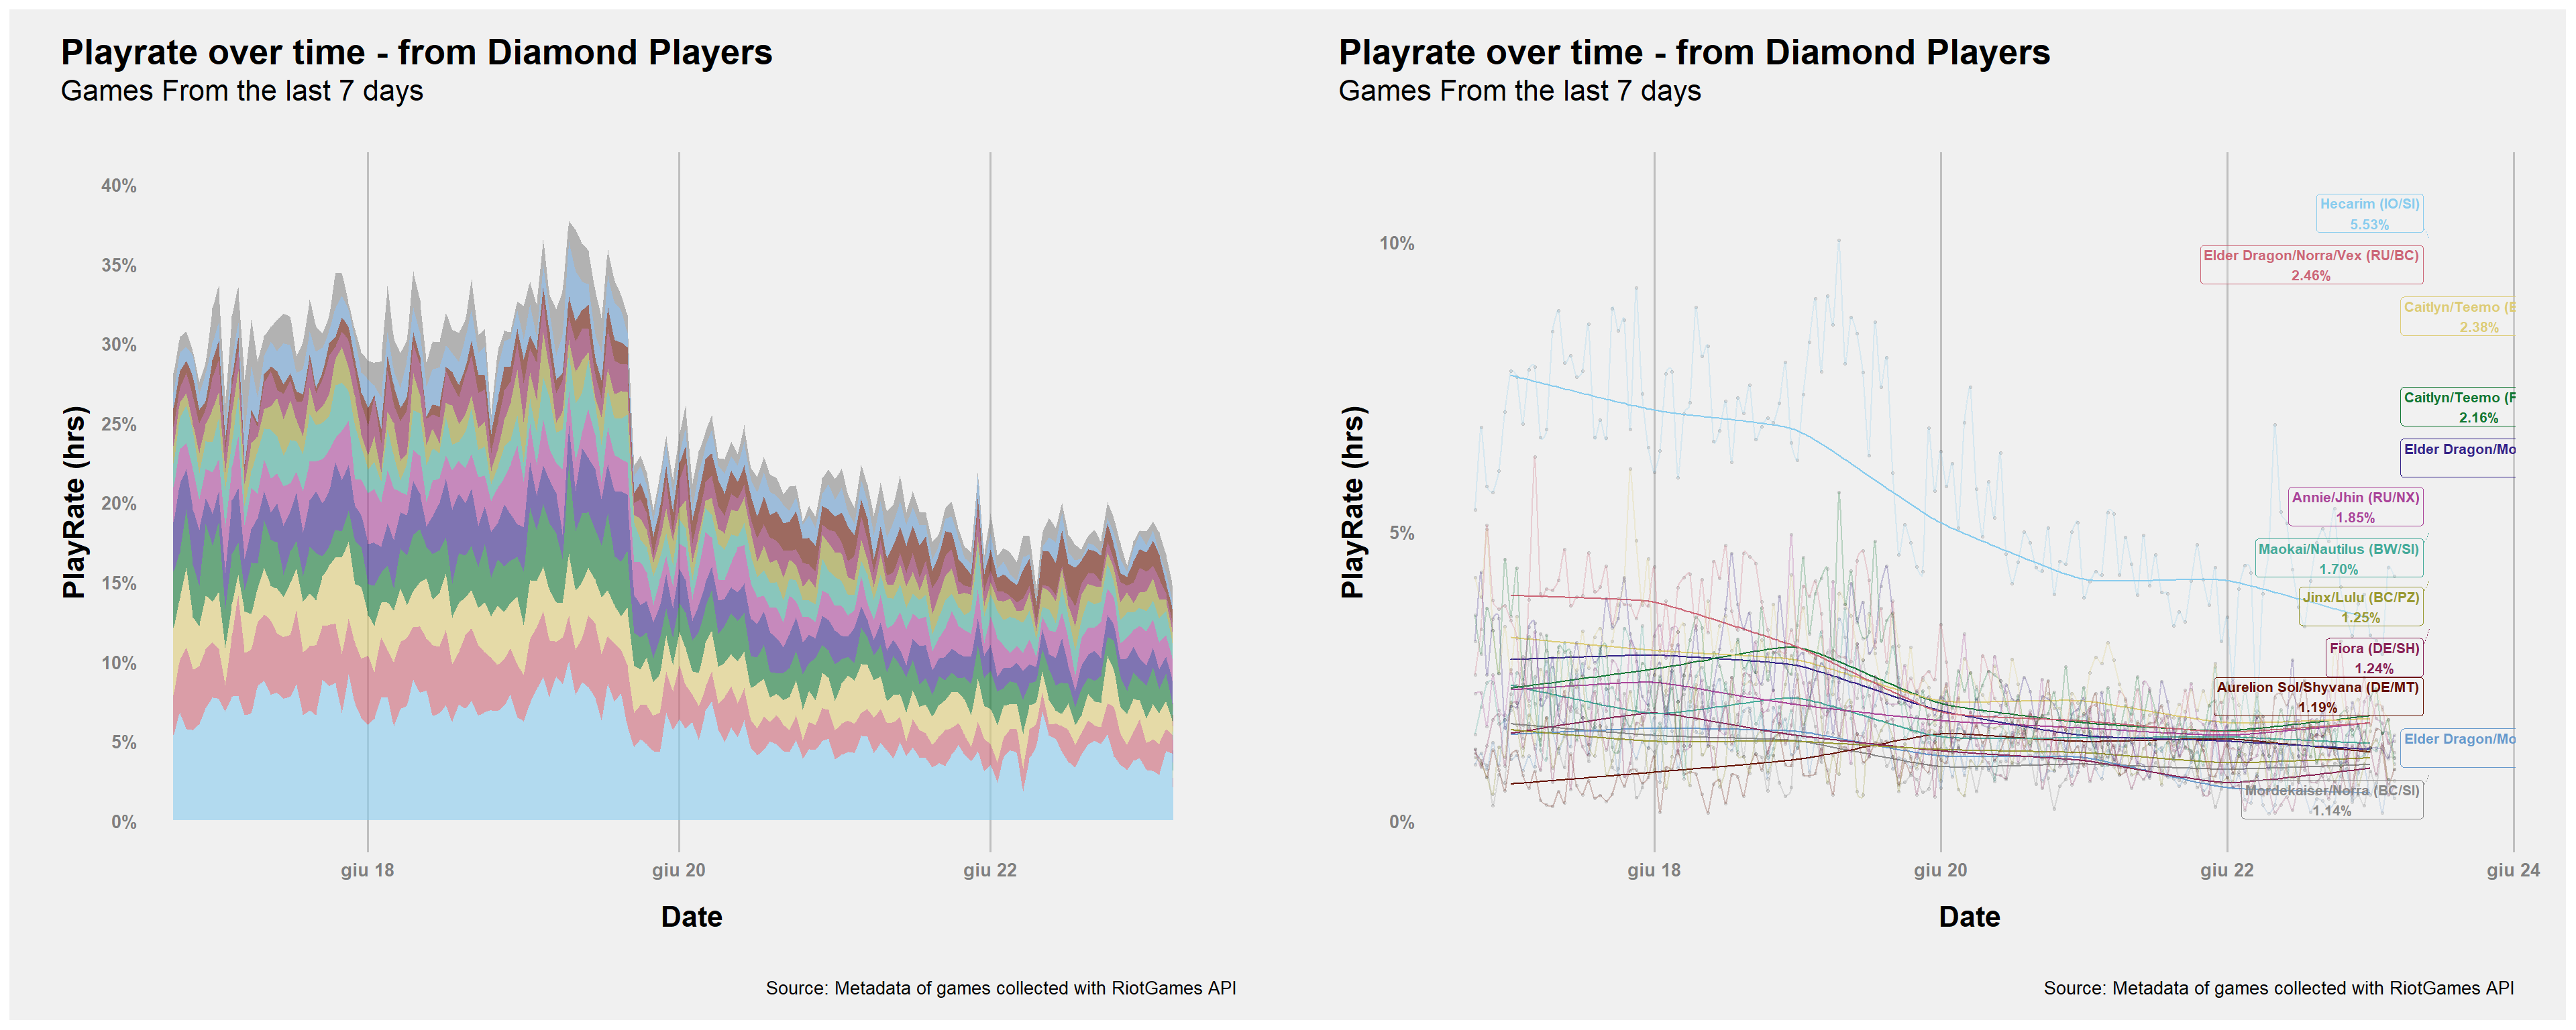 Playrate over time - from Diamond Players
Games From the last 7 days
PlayRate (hrs)
40%
35%
30%
25%
20%
15%
10%
5%
0%
giu 18
giu 20
giu 22
Date
Source: Metadata of games collected with RiotGames API
Playrate over time - from Diamond Players
Games From the last 7 days
PlayRate (hrs)
10%
5%
0%
Hecarim (IO/SI)
5.53%
Elder Dragon/Norra/Vex (RU/BC)
2.46%
Caitlyn/Teemo (
2.38%
Caitlyn/Teemo (
2.16%
Elder Dragon/Mo
Annie/Jhin (RU/NX)
1.85%
Maokai/Nautilus (BW/SI)
1.70%
Jinx/Lulu (BC/PZ)
1.25%
Fiora (DE/SH)
1.24%
Aurelion Sol/Shyvana (DE/MT)
1.19%
Elder Dragon/Mo
Mordekaiser/Norra (BC/SI)
1.14%
giu 18
giu 20
giu 22
giu 24
Date
Source: Metadata of games collected with RiotGames API